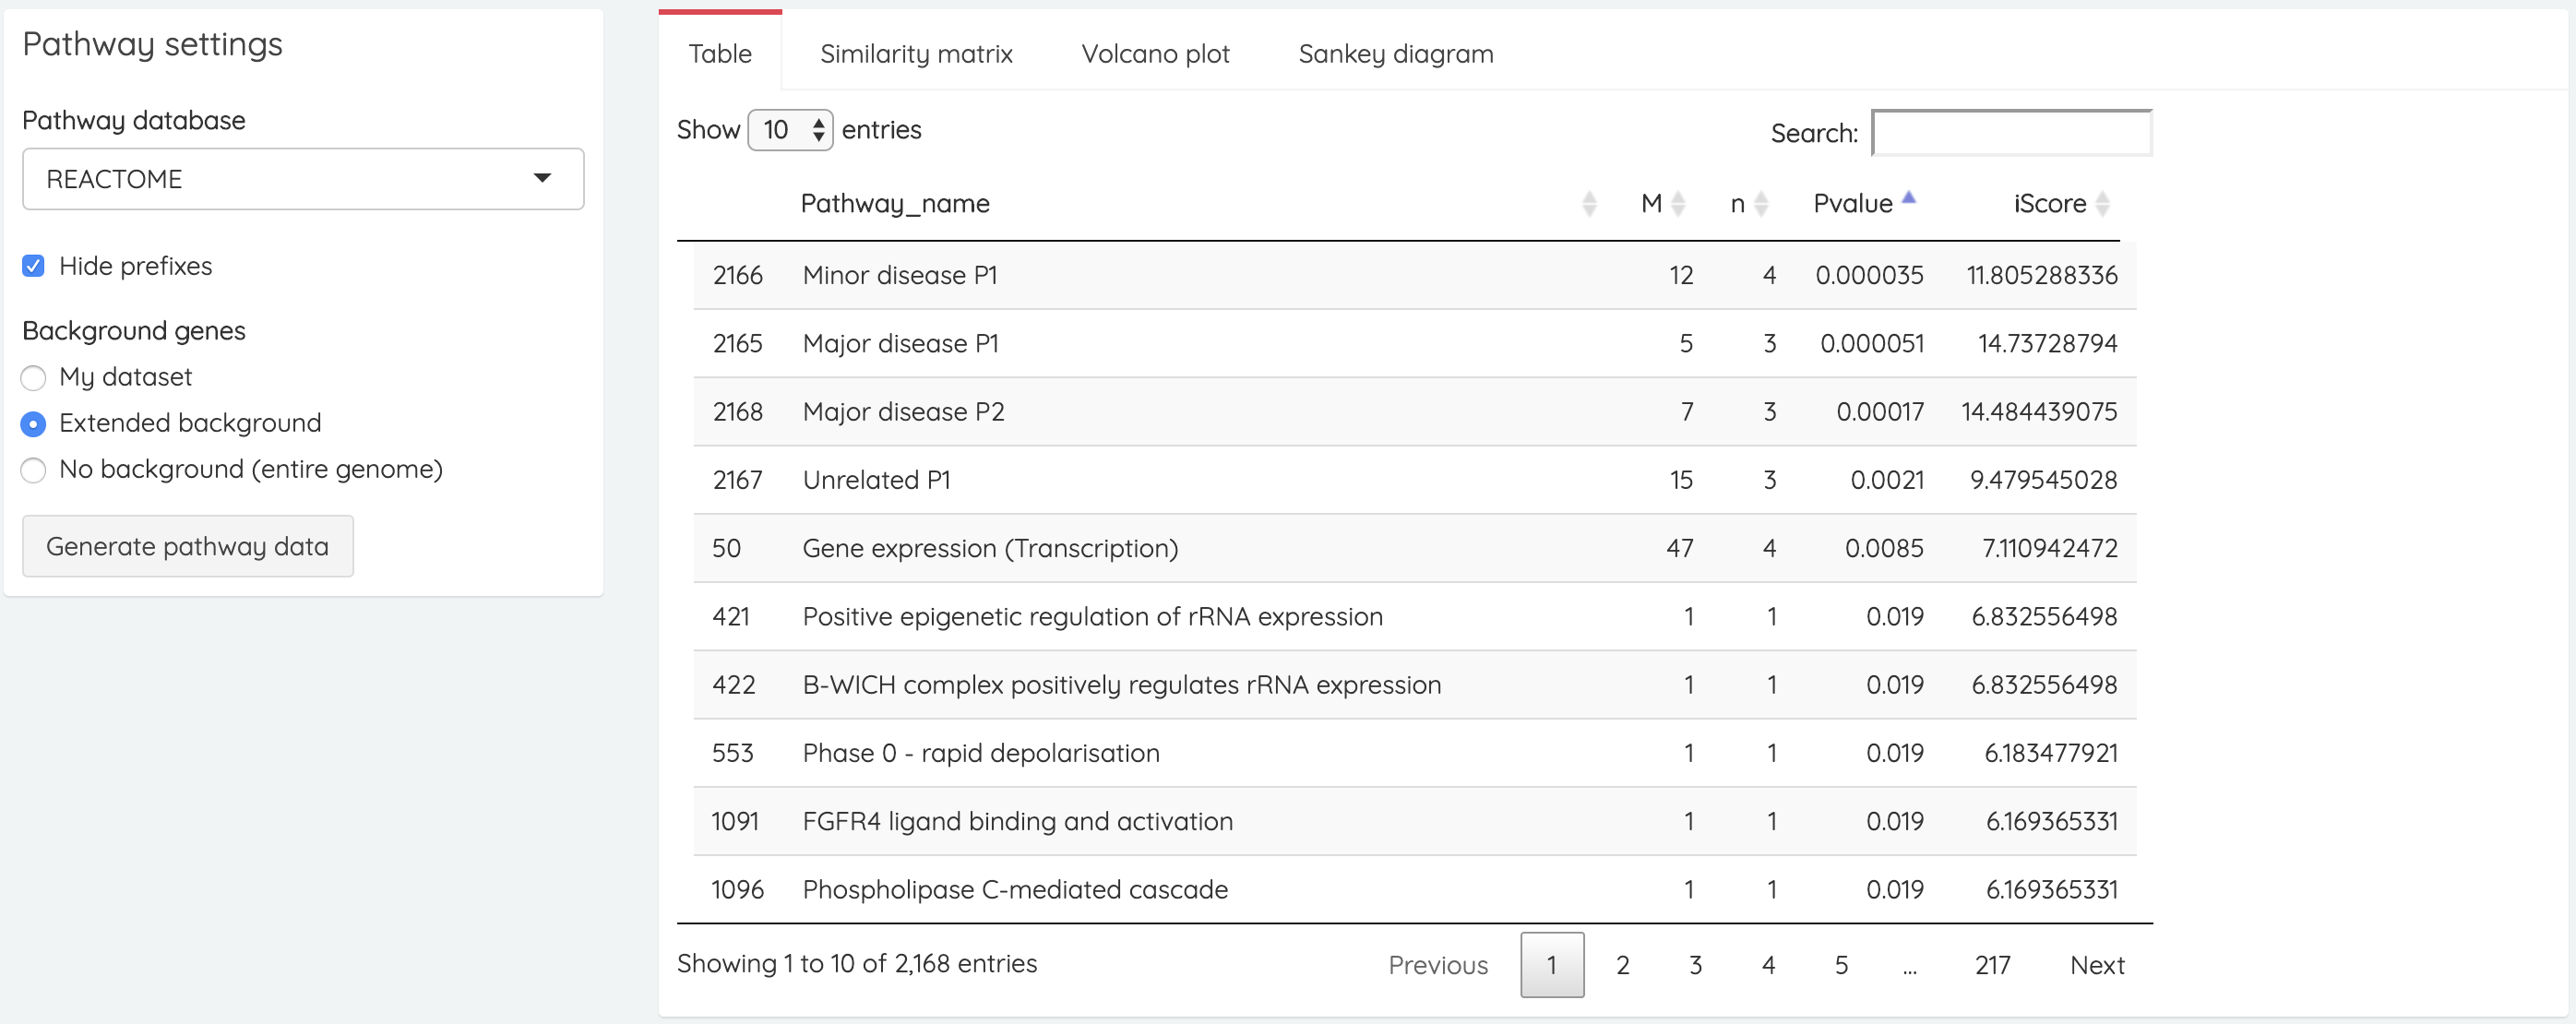 Pathway settings
Pathway database
REACTOME
Hide prefixes
Background genes
My dataset
Extended background
No background (entire genome)
Generate pathway data
Table Similarity matrix Volcano plot Sankey diagram
Show 10 entries Search:
Pathway_name M n Pvalue iScore
2166 Minor disease P1 12 4 0.000035 11.805288336
2165 Major disease P1 5 3 0.000051 14.73728794
2168 Major disease P2 7 3 0.00017 14.484439075
2167 Unrelated P1 15 3 0.0021 9.479545028
50 Gene expression (Transcription) 47 4 0.0085 7.110942472
421 Positive epigenetic regulation of rRNA expression 1 1 0.019 6.832556498
422 B-WICH complex positively regulates rRNA expression 1 1 0.019 6.832556498
553 Phase 0 - rapid depolarisation 1 1 0.019 6.183477921
1091 FGFR4 ligand binding and activation 1 1 0.019 6.169365331
1096 Phospholipase C-mediated cascade 1 1 0.019 6.169365331
Showing 1 to 10 of 2,168 entries Previous 1 2 3 4 5 ... 217 Next